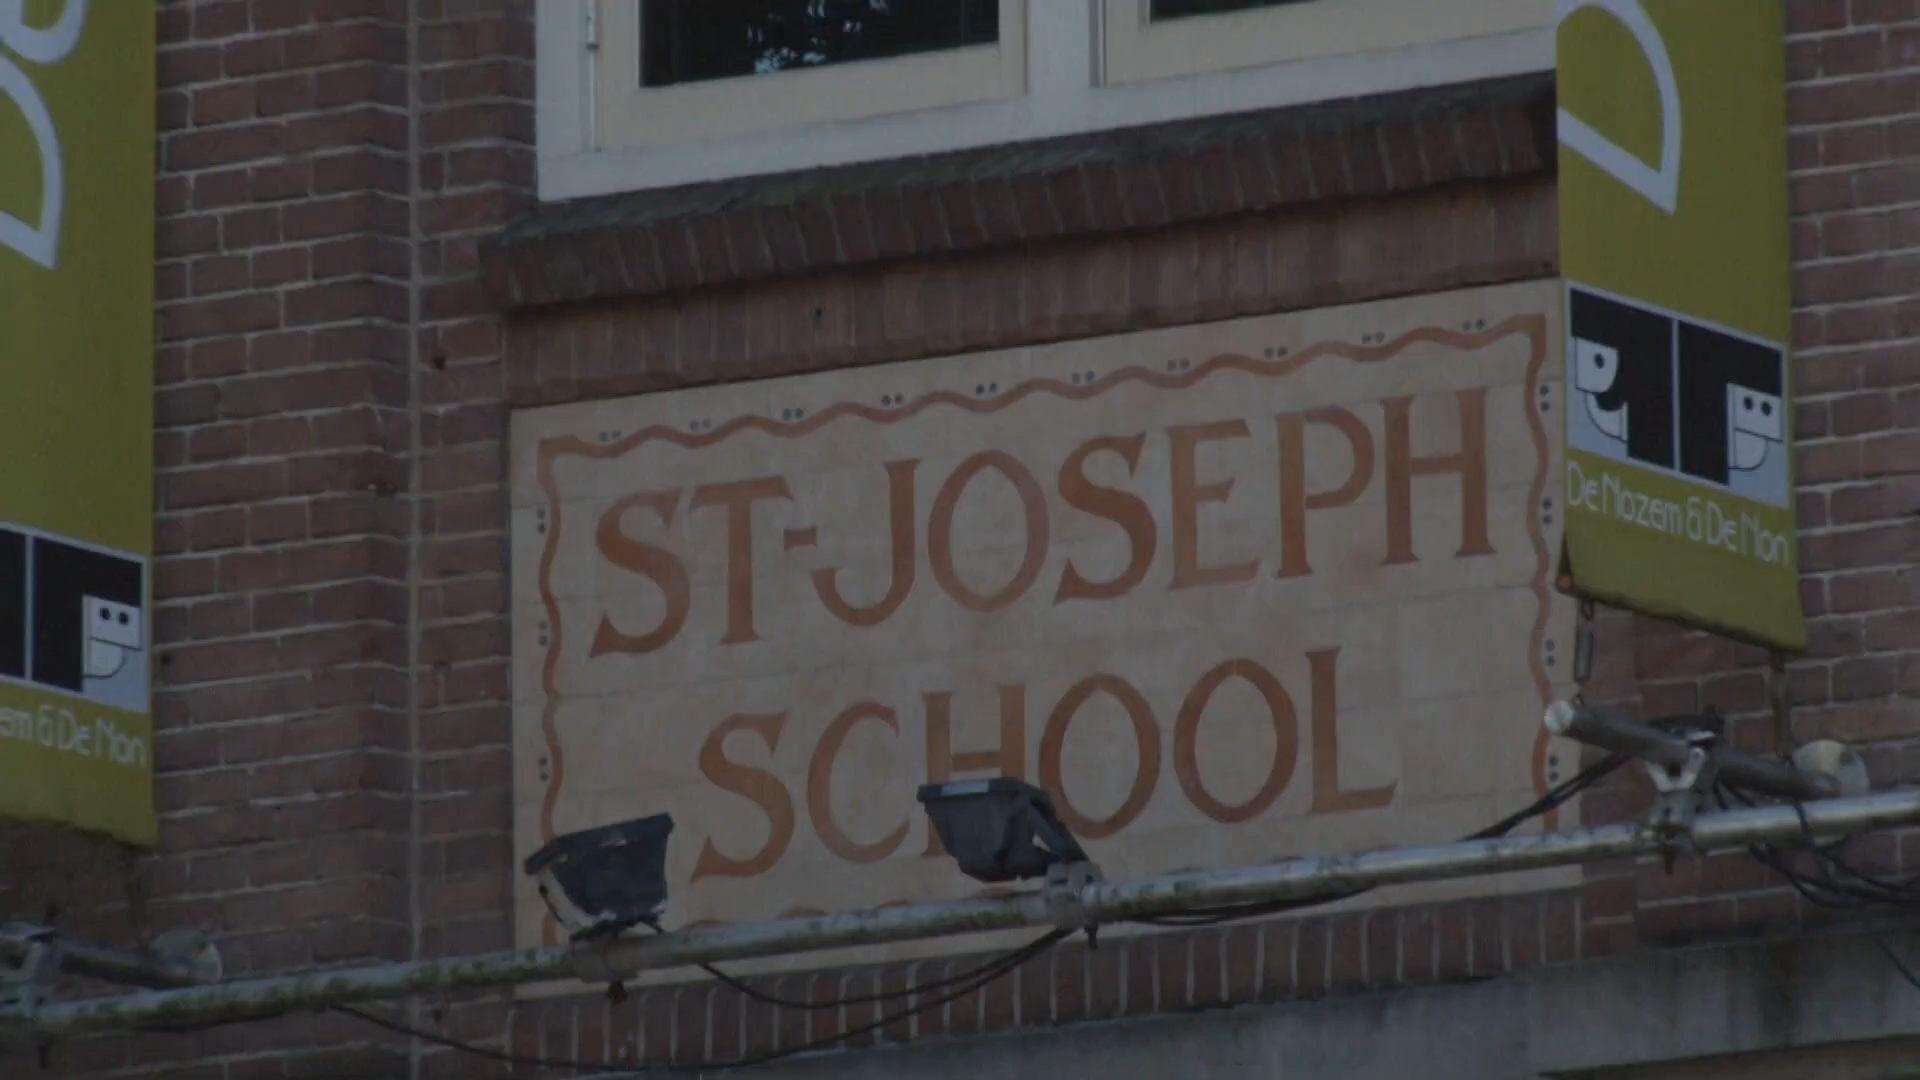 ST-JOSEPH
SCHOOL
De Nozem & De Non
em & De Non